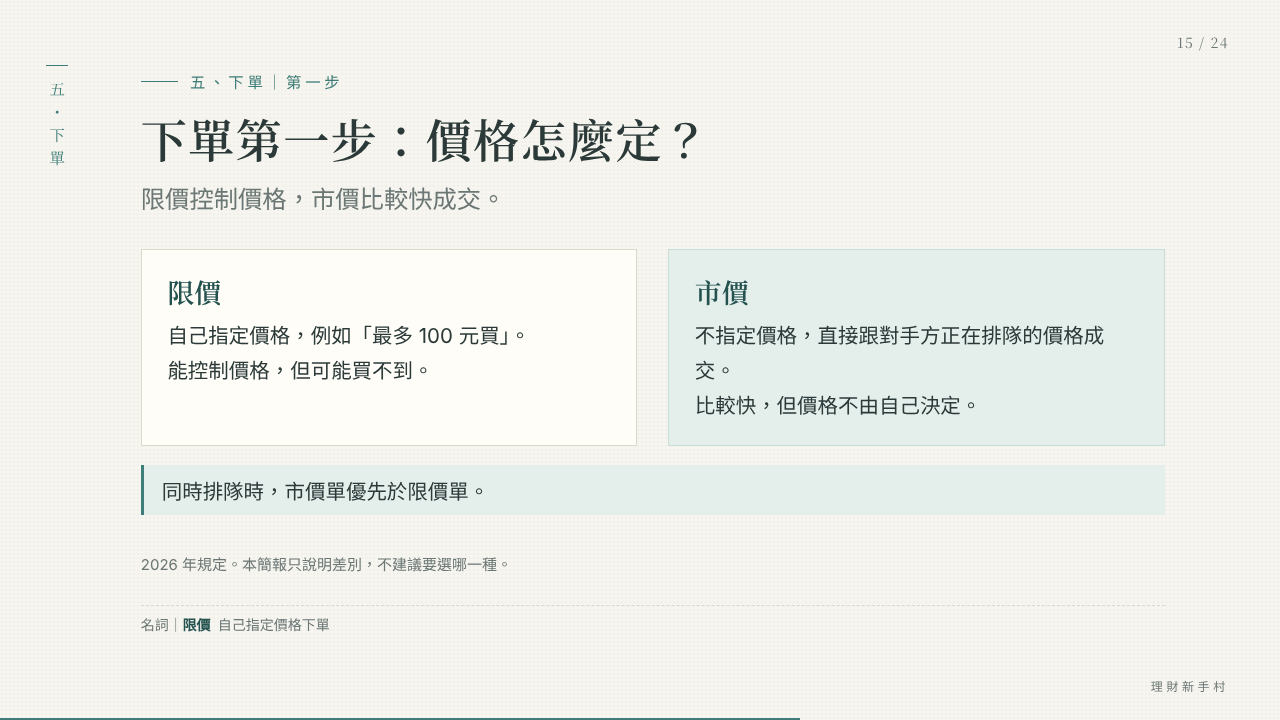 15 / 24
五・下單
五、下單｜第一步
下單第一步：價格怎麼定？
限價控制價格，市價比較快成交。
限價
自己指定價格，例如「最多 100 元買」。
能控制價格，但可能買不到。
市價
不指定價格，直接跟對手方正在排隊的價格成
交。
比較快，但價格不由自己決定。
同時排隊時，市價單優先於限價單。
2026 年規定。本簡報只說明差別，不建議要選哪一種。
名詞｜限價 自己指定價格下單
理財新手村